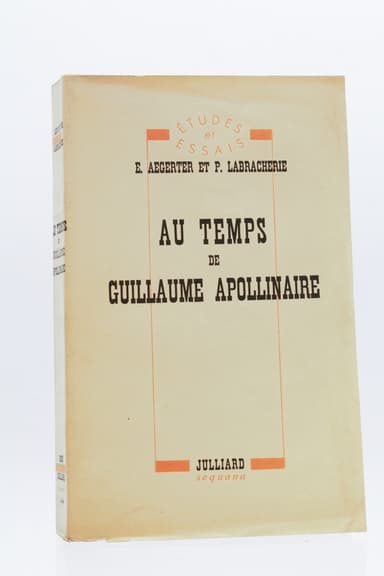 ÉTUDES
et
ESSAIS
E. AEGERTER ET P. LABRACHERIE
AU TEMPS
DE
GUILLAUME APOLLINAIRE
JULLIARD
sequana